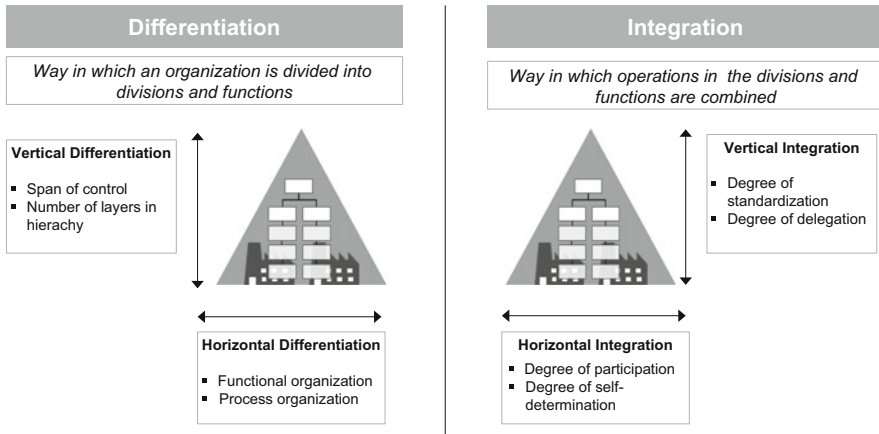 Differentiation
Way in which an organization is divided into
divisions and functions
Vertical Differentiation
▪ Span of control
▪ Number of layers in
hierachy
Horizontal Differentiation
▪ Functional organization
▪ Process organization
Integration
Way in which operations in the divisions and
functions are combined
Vertical Integration
▪ Degree of
standardization
▪ Degree of delegation
Horizontal Integration
▪ Degree of participation
▪ Degree of self-
determination